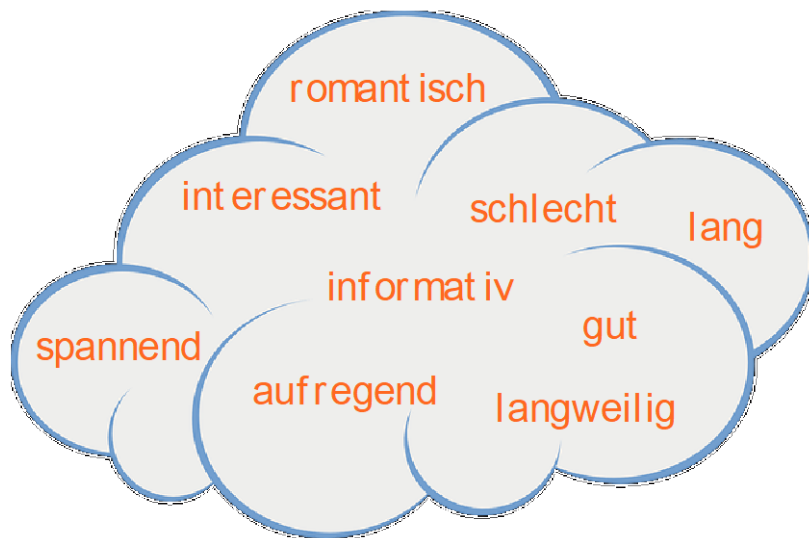 romantisch
interessant
schlecht
lang
informativ
gut
spannend
aufregend
langweilig